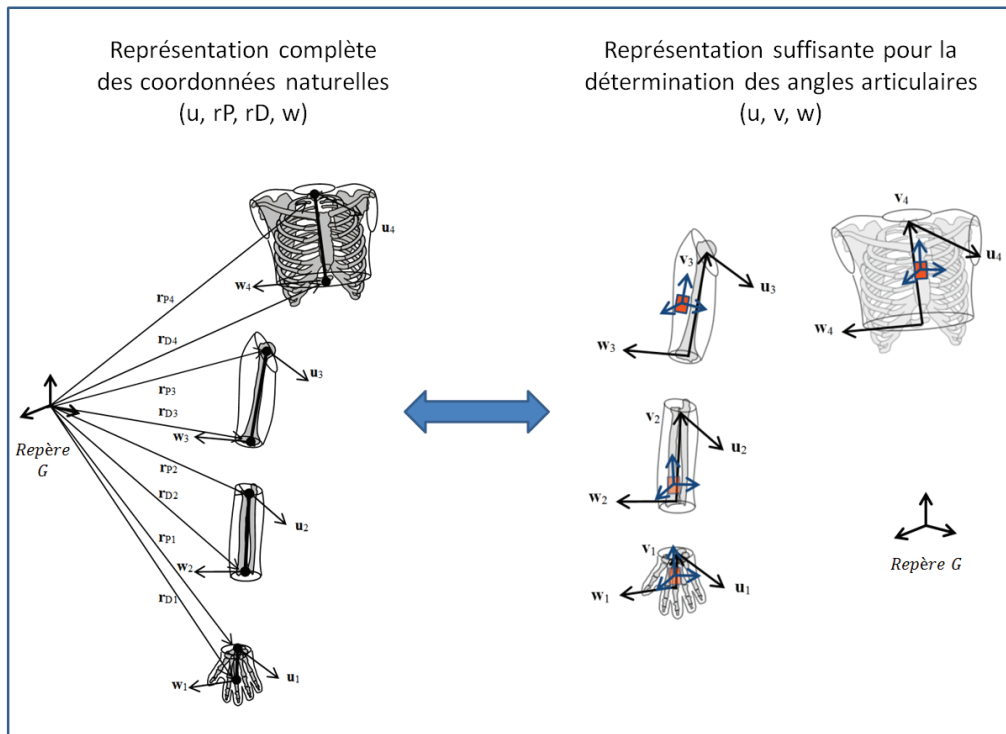 Représentation complète
des coordonnées naturelles
(u, rP, rD, w)
Représentation suffisante pour la
détermination des angles articulaires
(u, v, w)
u4
w4
rP4
rD4
rP3
u3
rD3
w3
Repère
G
rP2
rD2
u2
rP1
w2
rD1
w1
u1
v4
u4
w4
v3
u3
w3
v2
u2
w2
v1
w1
u1
Repère G